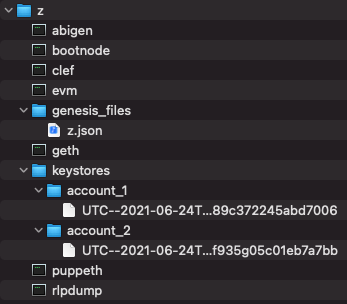 z
abigen
bootnode
clef
evm
genesis_files
z.json
geth
keystores
account_1
UTC--2021-06-24T...89c372245abd7006
account_2
UTC--2021-06-24T...f935g05c01eb7a7bb
puppeth
rlpdump